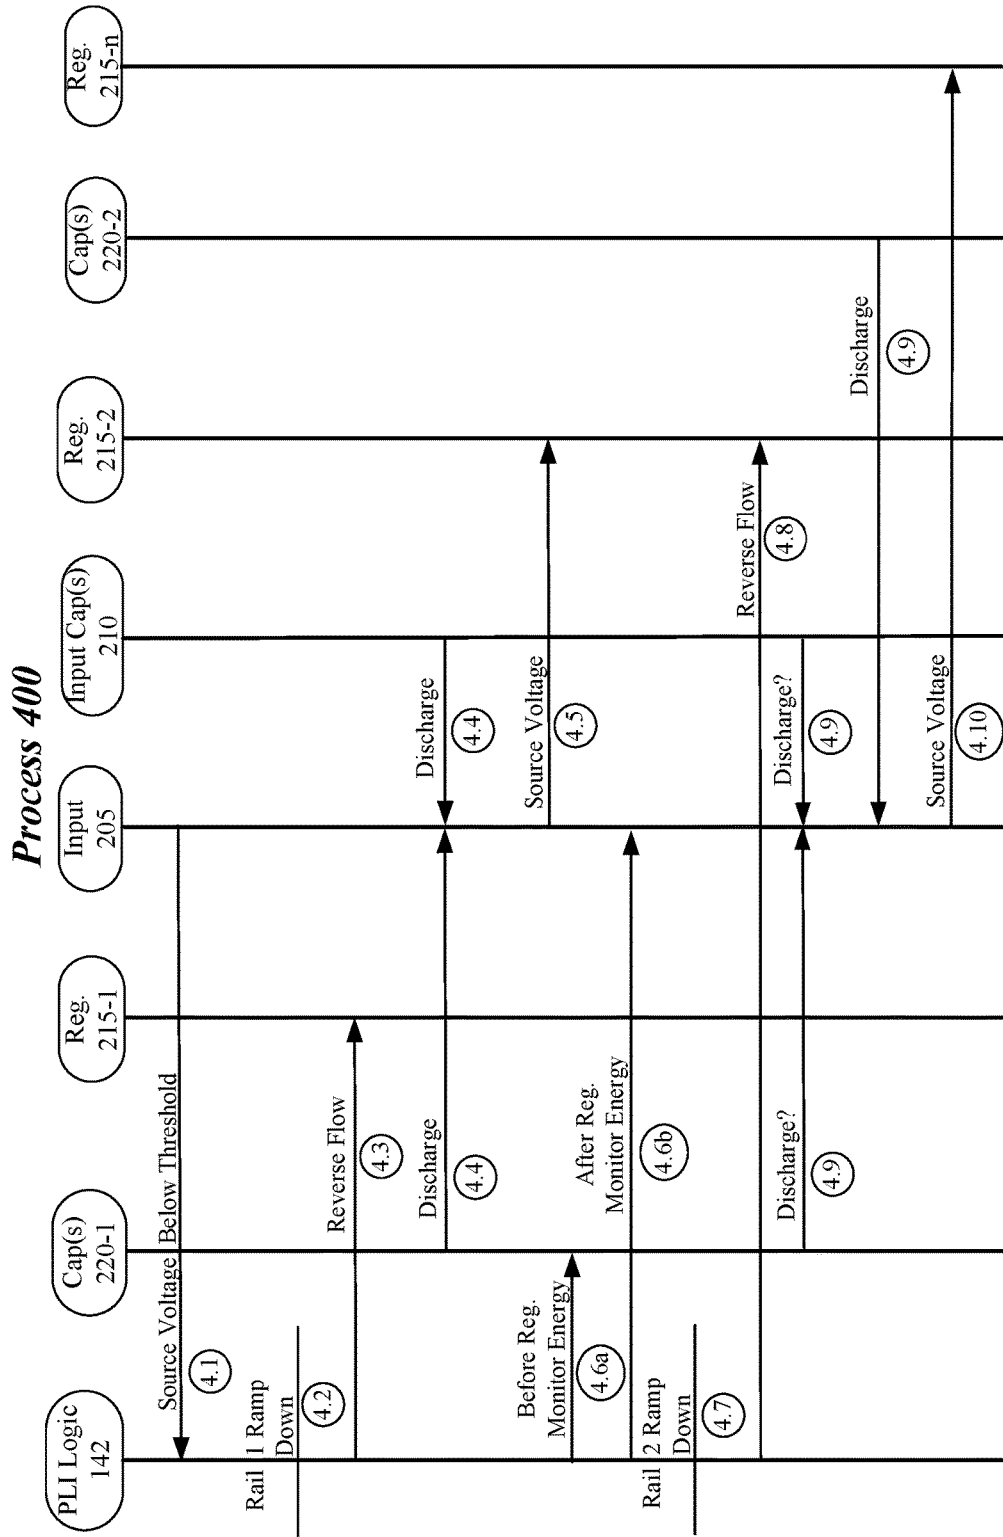 Process 400
PLI Logic
142
Cap(s)
220-1
Reg.
215-1
Input
205
Input Cap(s)
210
Reg.
215-2
Cap(s)
220-2
Reg.
215-n
Source Voltage Below Threshold
4.1
Rail 1 Ramp
Down
4.2
Reverse Flow
4.3
Discharge
4.4
Discharge
4.4
Source Voltage
4.5
Before Reg.
Monitor Energy
4.6a
After Reg.
Monitor Energy
4.6b
Rail 2 Ramp
Down
4.7
Reverse Flow
4.8
Discharge?
4.9
Discharge?
4.9
Discharge
4.9
Source Voltage
4.10